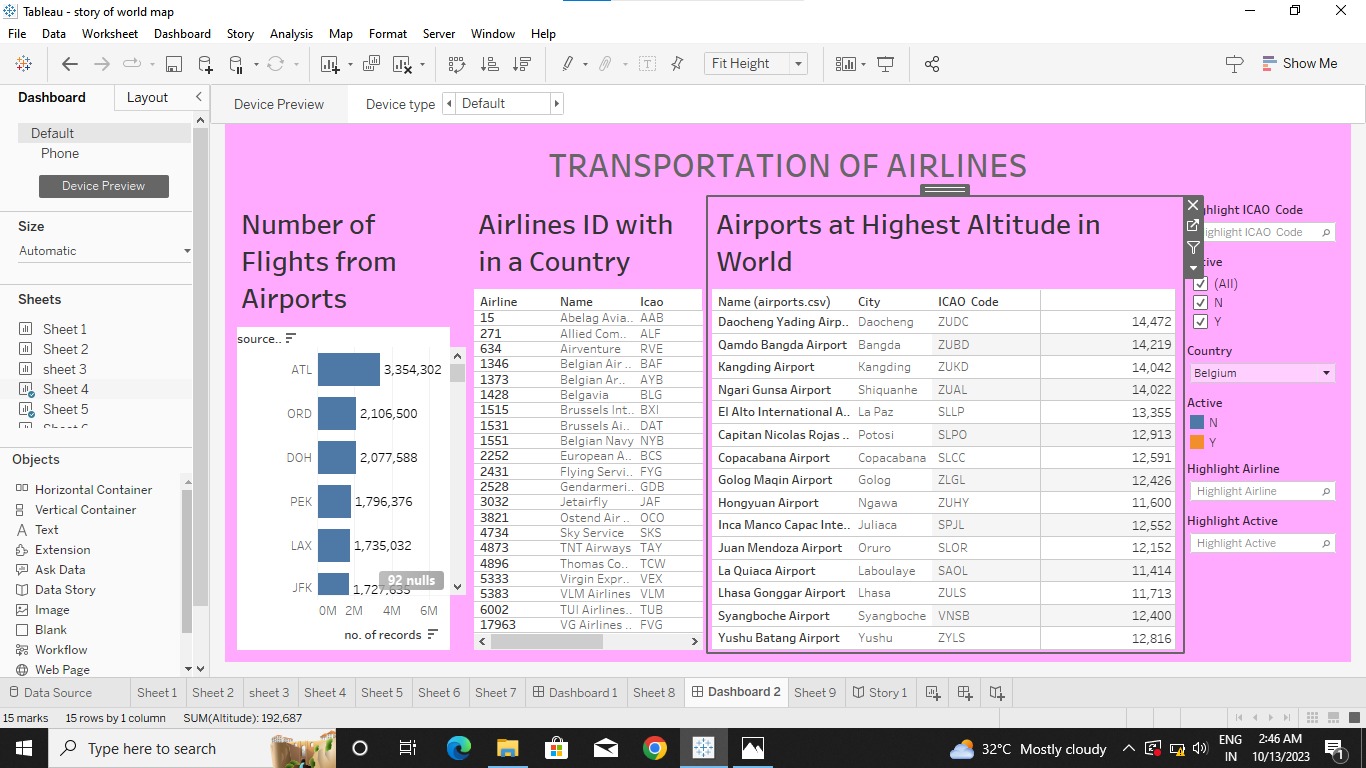 Tableau - story of world map
File Data Worksheet Dashboard Story Analysis Map Format Server Window Help
Fit Height
Show Me
Dashboard Layout
Device Preview Device type Default
Default
Phone
Device Preview
Size
Automatic
Sheets
Sheet 1
Sheet 2
sheet 3
Sheet 4
Sheet 5
Objects
Horizontal Container
Vertical Container
Text
Extension
Ask Data
Data Story
Image
Blank
Workflow
Web Page
TRANSPORTATION OF AIRLINES
Number of
Flights from
Airports
source..
ATL 3,354,302
ORD 2,106,500
DOH 2,077,588
PEK 1,796,376
LAX 1,735,032
JFK
92 nulls
0M 2M 4M 6M
no. of records
Airlines ID with
in a Country
Airline Name Icao
15 Abelag Avia.. AAB
271 Allied Com.. ALF
634 Airventure RVE
1346 Belgian Air .. BAF
1373 Belgian Ar.. AYB
1428 Belgavia BLG
1515 Brussels Int.. BXI
1531 Brussels Ai.. DAT
1551 Belgian Navy NYB
2252 European A.. BCS
2431 Flying Servi.. FYG
2528 Gendarmeri.. GDB
3032 Jetairfly JAF
3821 Ostend Air .. OCO
4734 Sky Service SKS
4873 TNT Airways TAY
4896 Thomas Co.. TCW
5333 Virgin Expr.. VEX
5383 VLM Airlines VLM
6002 TUI Airlines.. TUB
17963 VG Airlines .. FVG
Airports at Highest Altitude in
World
Name (airports.csv) City ICAO Code
Daocheng Yading Airp.. Daocheng ZUDC 14,472
Qamdo Bangda Airport Bangda ZUBD 14,219
Kangding Airport Kangding ZUKD 14,042
Ngari Gunsa Airport Shiquanhe ZUAL 14,022
El Alto International A.. La Paz SLLP 13,355
Capitan Nicolas Rojas .. Potosi SLPO 12,913
Copacabana Airport Copacabana SLCC 12,591
Golog Maqin Airport Golog ZLGL 12,426
Hongyuan Airport Ngawa ZUHY 11,600
Inca Manco Capac Inte.. Juliaca SPJL 12,552
Juan Mendoza Airport Oruro SLOR 12,152
La Quiaca Airport Laboulaye SAOL 11,414
Lhasa Gonggar Airport Lhasa ZULS 11,713
Syangboche Airport Syangboche VNSB 12,400
Yushu Batang Airport Yushu ZYLS 12,816
ghlight ICAO Code
ighlight ICAO Code
tive
(All)
N
Y
Country
Belgium
Active
N
Y
Highlight Airline
Highlight Airline
Highlight Active
Highlight Active
Data Source Sheet 1 Sheet 2 sheet 3 Sheet 4 Sheet 5 Sheet 6 Sheet 7 Dashboard 1 Sheet 8 Dashboard 2 Sheet 9 Story 1
15 marks 15 rows by 1 column SUM(Altitude): 192,687
Type here to search
32°C Mostly cloudy
ENG
IN
2:46 AM
10/13/2023
1